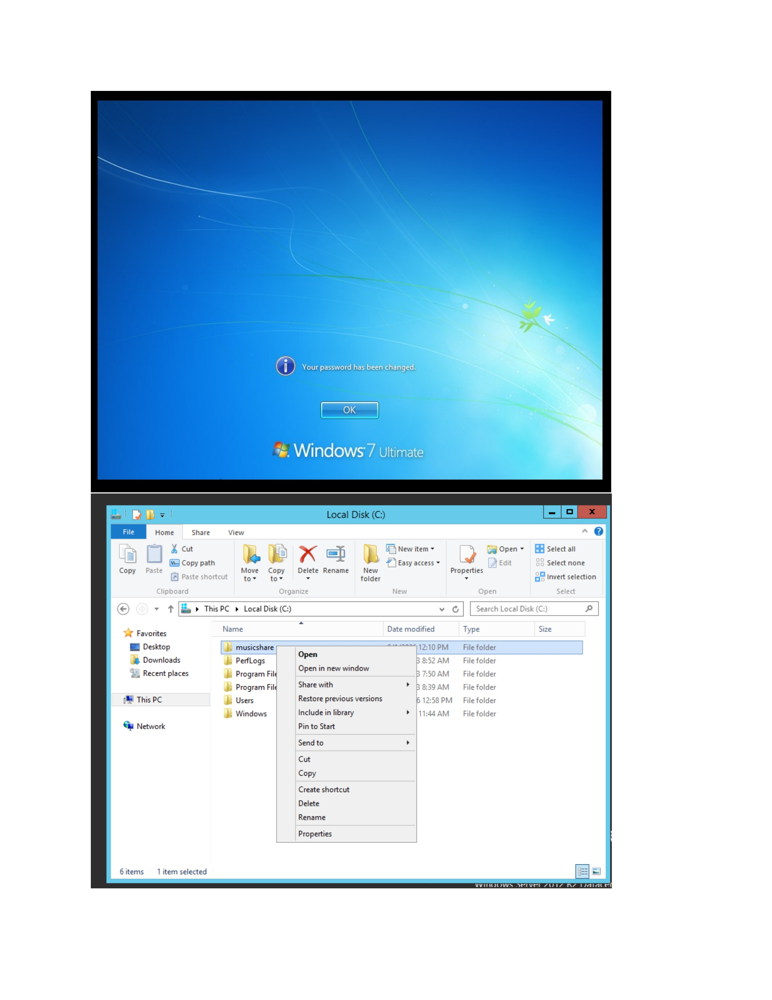 Your password has been changed.
OK
Windows 7 Ultimate
Local Disk (C:)
File Home Share View
Copy
Paste
Cut
Copy path
Paste shortcut
Clipboard
Move to
Copy to
Delete
Rename
Organize
New folder
New item
Easy access
New
Properties
Open
Edit
Open
Select all
Select none
Invert selection
Select
This PC Local Disk (C:)
Search Local Disk (C:)
Favorites
Desktop
Downloads
Recent places
This PC
Network
Name Date modified Type Size
musicshare 12:10 PM File folder
PerfLogs 3 8:52 AM File folder
Program File 3 7:50 AM File folder
Program File 3 8:39 AM File folder
Users 6 12:58 PM File folder
Windows 11:44 AM File folder
Open
Open in new window
Share with
Restore previous versions
Include in library
Pin to Start
Send to
Cut
Copy
Create shortcut
Delete
Rename
Properties
6 items 1 item selected
Windows Server 2012 R2